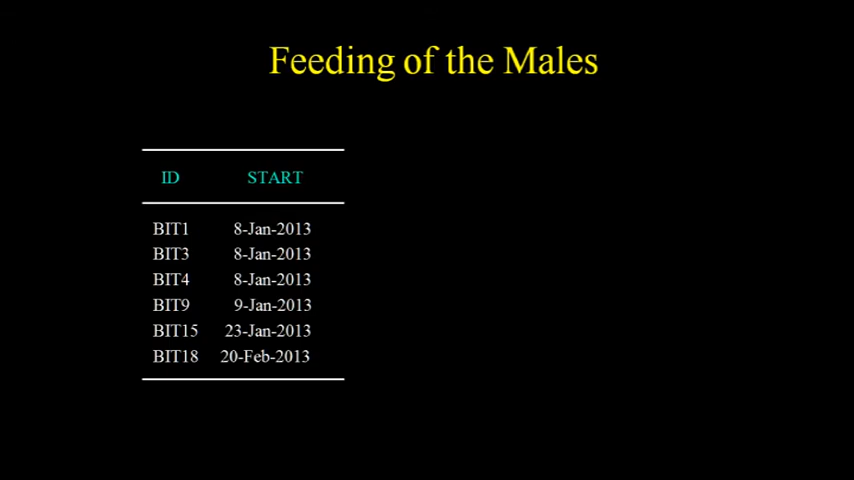 Feeding of the Males
ID START
BIT1 8-Jan-2013
BIT3 8-Jan-2013
BIT4 8-Jan-2013
BIT9 9-Jan-2013
BIT15 23-Jan-2013
BIT18 20-Feb-2013